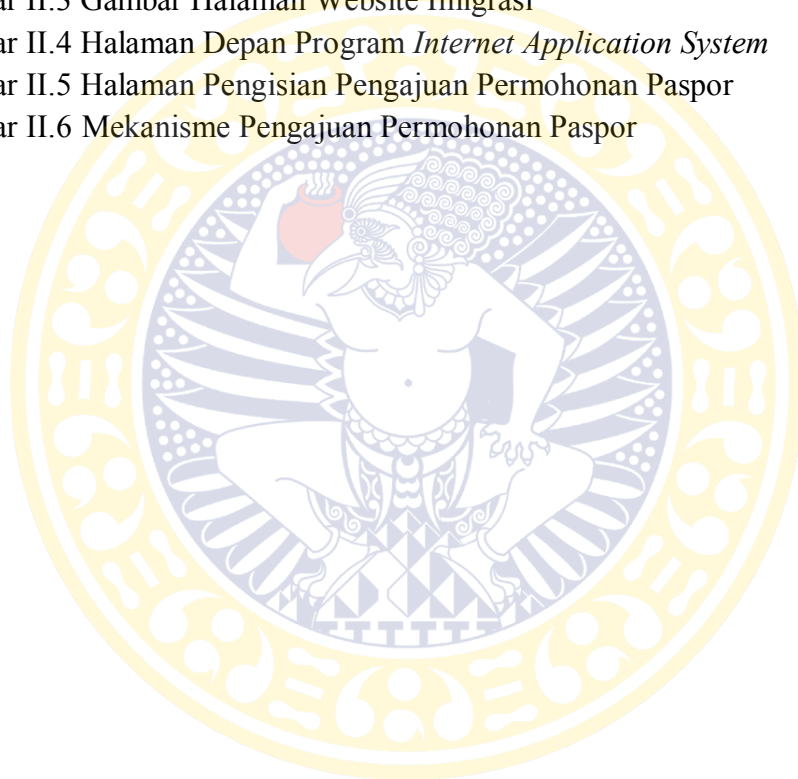 ar II.3 Gambar Halaman Website Imigrasi
ar II.4 Halaman Depan Program Internet Application System
ar II.5 Halaman Pengisian Pengajuan Permohonan Paspor
ar II.6 Mekanisme Pengajuan Permohonan Paspor